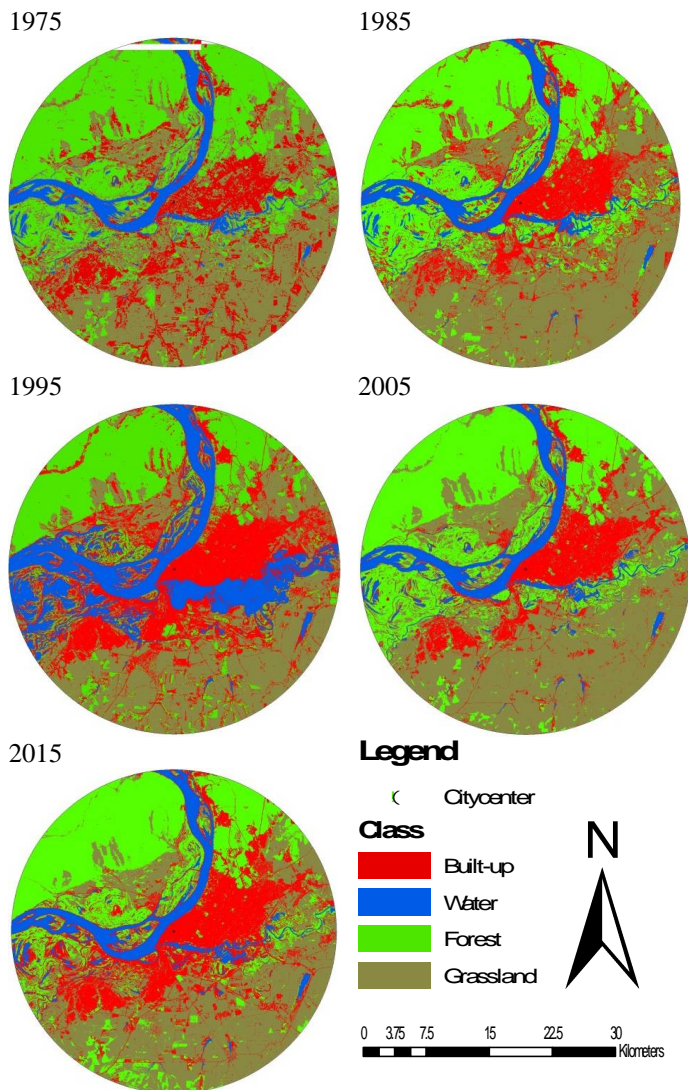 1975 1985
1995 2005
2015
Legend
Citycenter
Class
Built-up
Water
Forest
Grassland
N
0 3.75 7.5 15 22.5 30
Kilometers